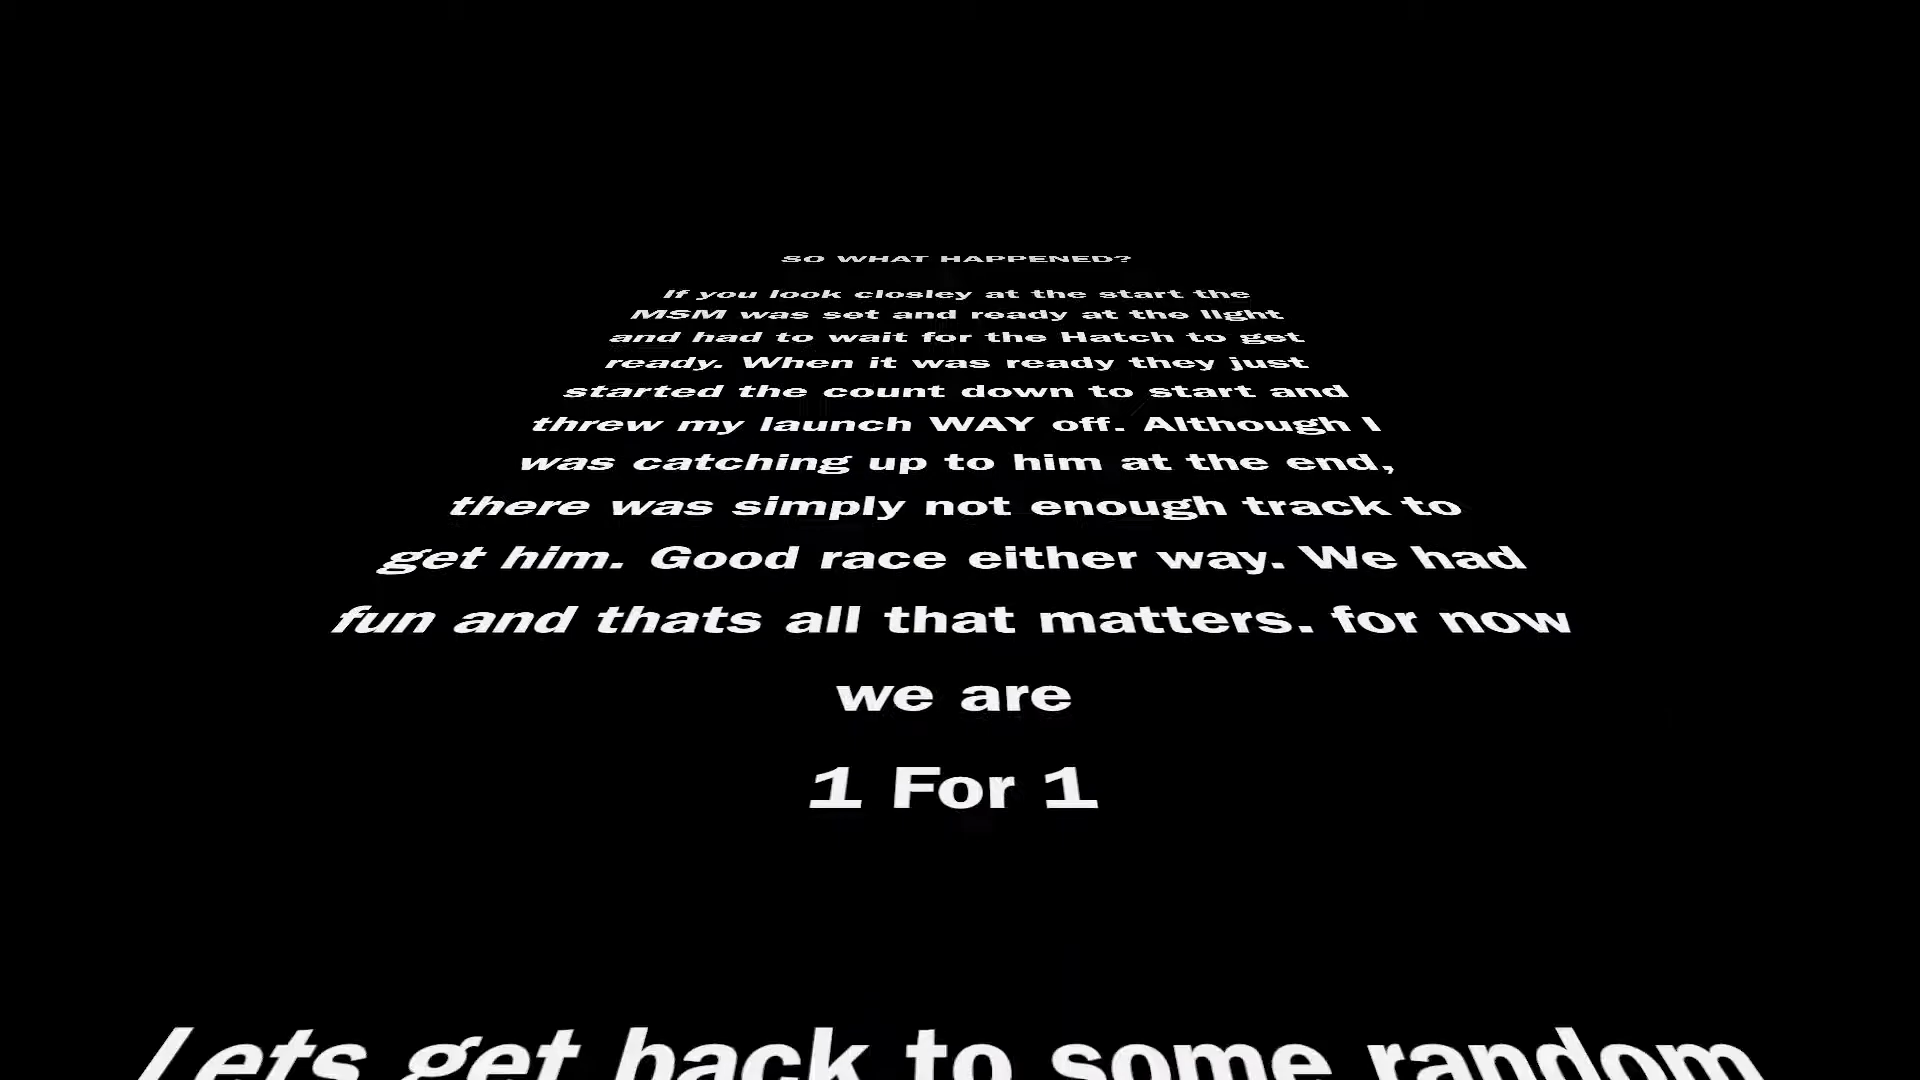 SO WHAT HAPPENED?
If you look closley at the start the
MSM was set and ready at the light
and had to wait for the Hatch to get
ready. When it was ready they just
started the count down to start and
threw my launch WAY off. Although I
was catching up to him at the end,
there was simply not enough track to
get him. Good race either way. We had
fun and thats all that matters. for now
we are
1 For 1
Lets get back to some random